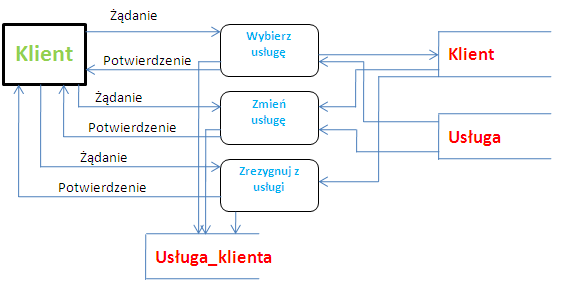 Żądanie
Wybierz
usługę
Klient
Potwierdzenie
Klient
Żądanie
Zmień
usługę
Potwierdzenie
Usługa
Żądanie
Zrezygnuj z
usługi
Potwierdzenie
Usługa_klienta